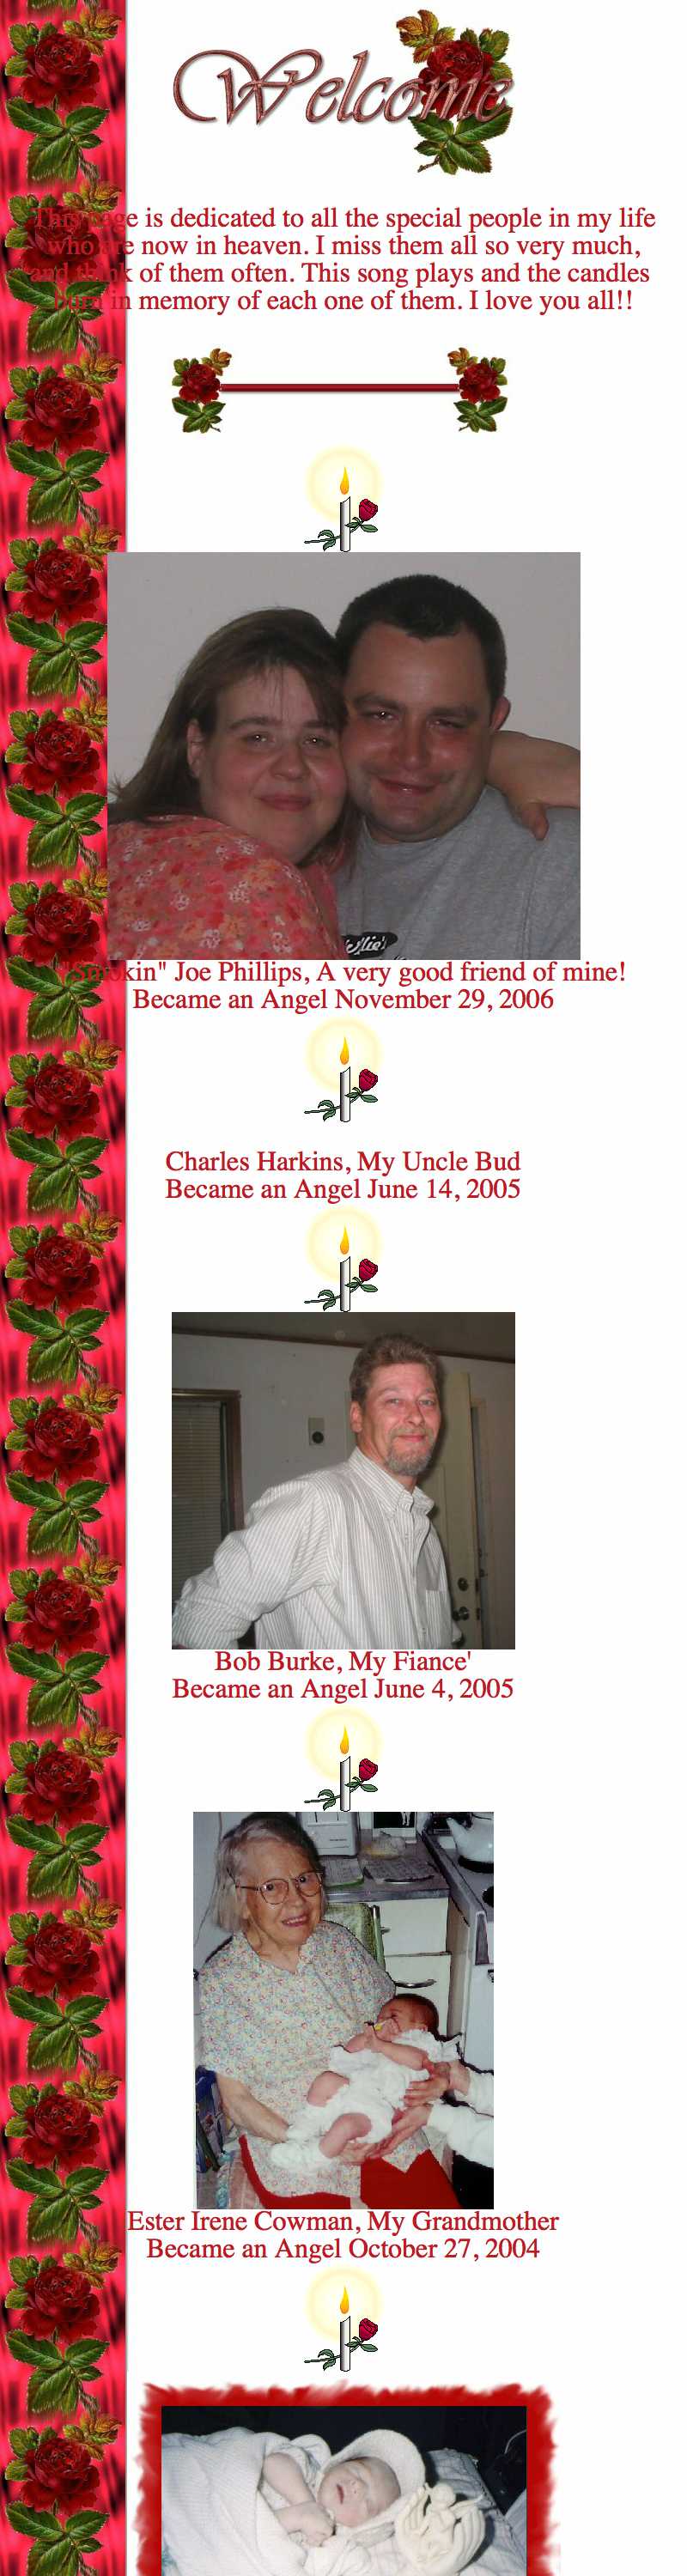 Welcome
This page is dedicated to all the special people in my life
who are now in heaven. I miss them all so very much,
and think of them often. This song plays and the candles
burn in memory of each one of them. I love you all!!
"Smokin" Joe Phillips, A very good friend of mine!
Became an Angel November 29, 2006
Charles Harkins, My Uncle Bud
Became an Angel June 14, 2005
Bob Burke, My Fiance'
Became an Angel June 4, 2005
Ester Irene Cowman, My Grandmother
Became an Angel October 27, 2004